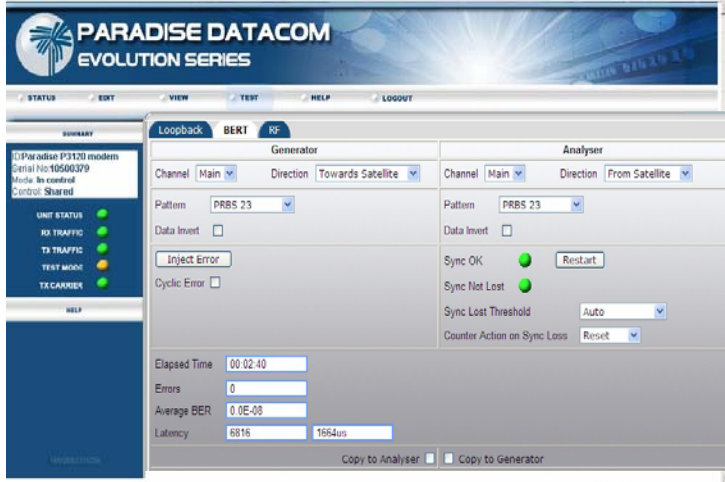 PARADISE DATACOM
EVOLUTION SERIES
STATUS EDIT VIEW TEST HELP LOGOUT
SUMMARY
ID:Paradise P3120 modem
Serial No:10500379
Mode: In control
Control: Shared
UNIT STATUS
RX TRAFFIC
TX TRAFFIC
TEST MODE
TX CARRIER
HELP
Loopback BERT RF
Generator
Channel Main Direction Towards Satellite
Pattern PRBS 23
Data Invert
Inject Error
Cyclic Error
Analyser
Channel Main Direction From Satellite
Pattern PRBS 23
Data Invert
Sync OK Restart
Sync Not Lost
Sync Lost Threshold Auto
Counter Action on Sync Loss Reset
Elapsed Time 00:02:40
Errors 0
Average BER 0.0E-08
Latency 6816 1664us
Copy to Analyser Copy to Generator